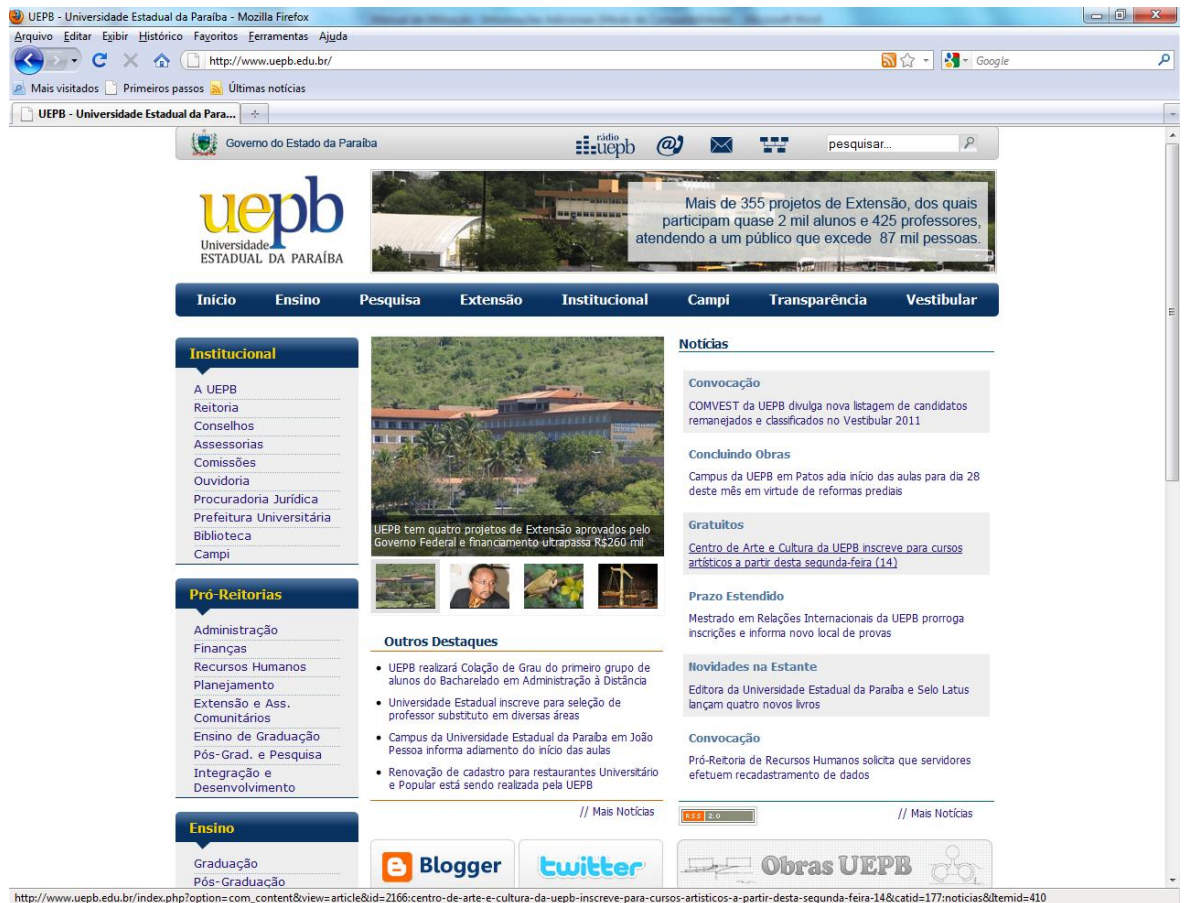 UEPB - Universidade Estadual da Paraíba - Mozilla Firefox
Arquivo Editar Exibir Histórico Favoritos Ferramentas Ajuda
http://www.uepb.edu.br/
Google
Mais visitados Primeiros passos Últimas notícias
UEPB - Universidade Estadual da Para...
Governo do Estado da Paraíba
rádio
uepb
pesquisar...
uepb
Universidade
ESTADUAL DA PARAÍBA
Mais de 355 projetos de Extensão, dos quais
participam quase 2 mil alunos e 425 professores,
atendendo a um público que excede 87 mil pessoas.
Início Ensino Pesquisa Extensão Institucional Campi Transparência Vestibular
Institucional
A UEPB
Reitoria
Conselhos
Assessorias
Comissões
Ouvidoria
Procuradoria Jurídica
Prefeitura Universitária
Biblioteca
Campi
Pró-Reitorias
Administração
Finanças
Recursos Humanos
Planejamento
Extensão e Ass.
Comunitários
Ensino de Graduação
Pós-Grad. e Pesquisa
Integração e
Desenvolvimento
Ensino
Graduação
Pós-Graduação
UEPB tem quatro projetos de Extensão aprovados pelo
Governo Federal e financiamento ultrapassa R$260 mil
Outros Destaques
UEPB realizará Colação de Grau do primeiro grupo de
alunos do Bacharelado em Administração à Distância
Universidade Estadual inscreve para seleção de
professor substituto em diversas áreas
Campus da Universidade Estadual da Paraíba em João
Pessoa informa adiamento do início das aulas
Renovação de cadastro para restaurantes Universitário
e Popular está sendo realizada pela UEPB
// Mais Notícias
Notícias
Convocação
COMVEST da UEPB divulga nova listagem de candidatos
remanejados e classificados no Vestibular 2011
Concluindo Obras
Campus da UEPB em Patos adia início das aulas para dia 28
deste mês em virtude de reformas prediais
Gratuitos
Centro de Arte e Cultura da UEPB inscreve para cursos
artísticos a partir desta segunda-feira (14)
Prazo Estendido
Mestrado em Relações Internacionais da UEPB prorroga
inscrições e informa novo local de provas
Novidades na Estante
Editora da Universidade Estadual da Paraíba e Selo Latus
lançam quatro novos livros
Convocação
Pró-Reitoria de Recursos Humanos solicita que servidores
efetuem recadastramento de dados
RSS 2.0
// Mais Notícias
Blogger
twitter
Obras UEPB
http://www.uepb.edu.br/index.php?option=com_content&view=article&id=2166:centro-de-arte-e-cultura-da-uepb-inscreve-para-cursos-artisticos-a-partir-desta-segunda-feira-14&catid=177:noticias&Itemid=410